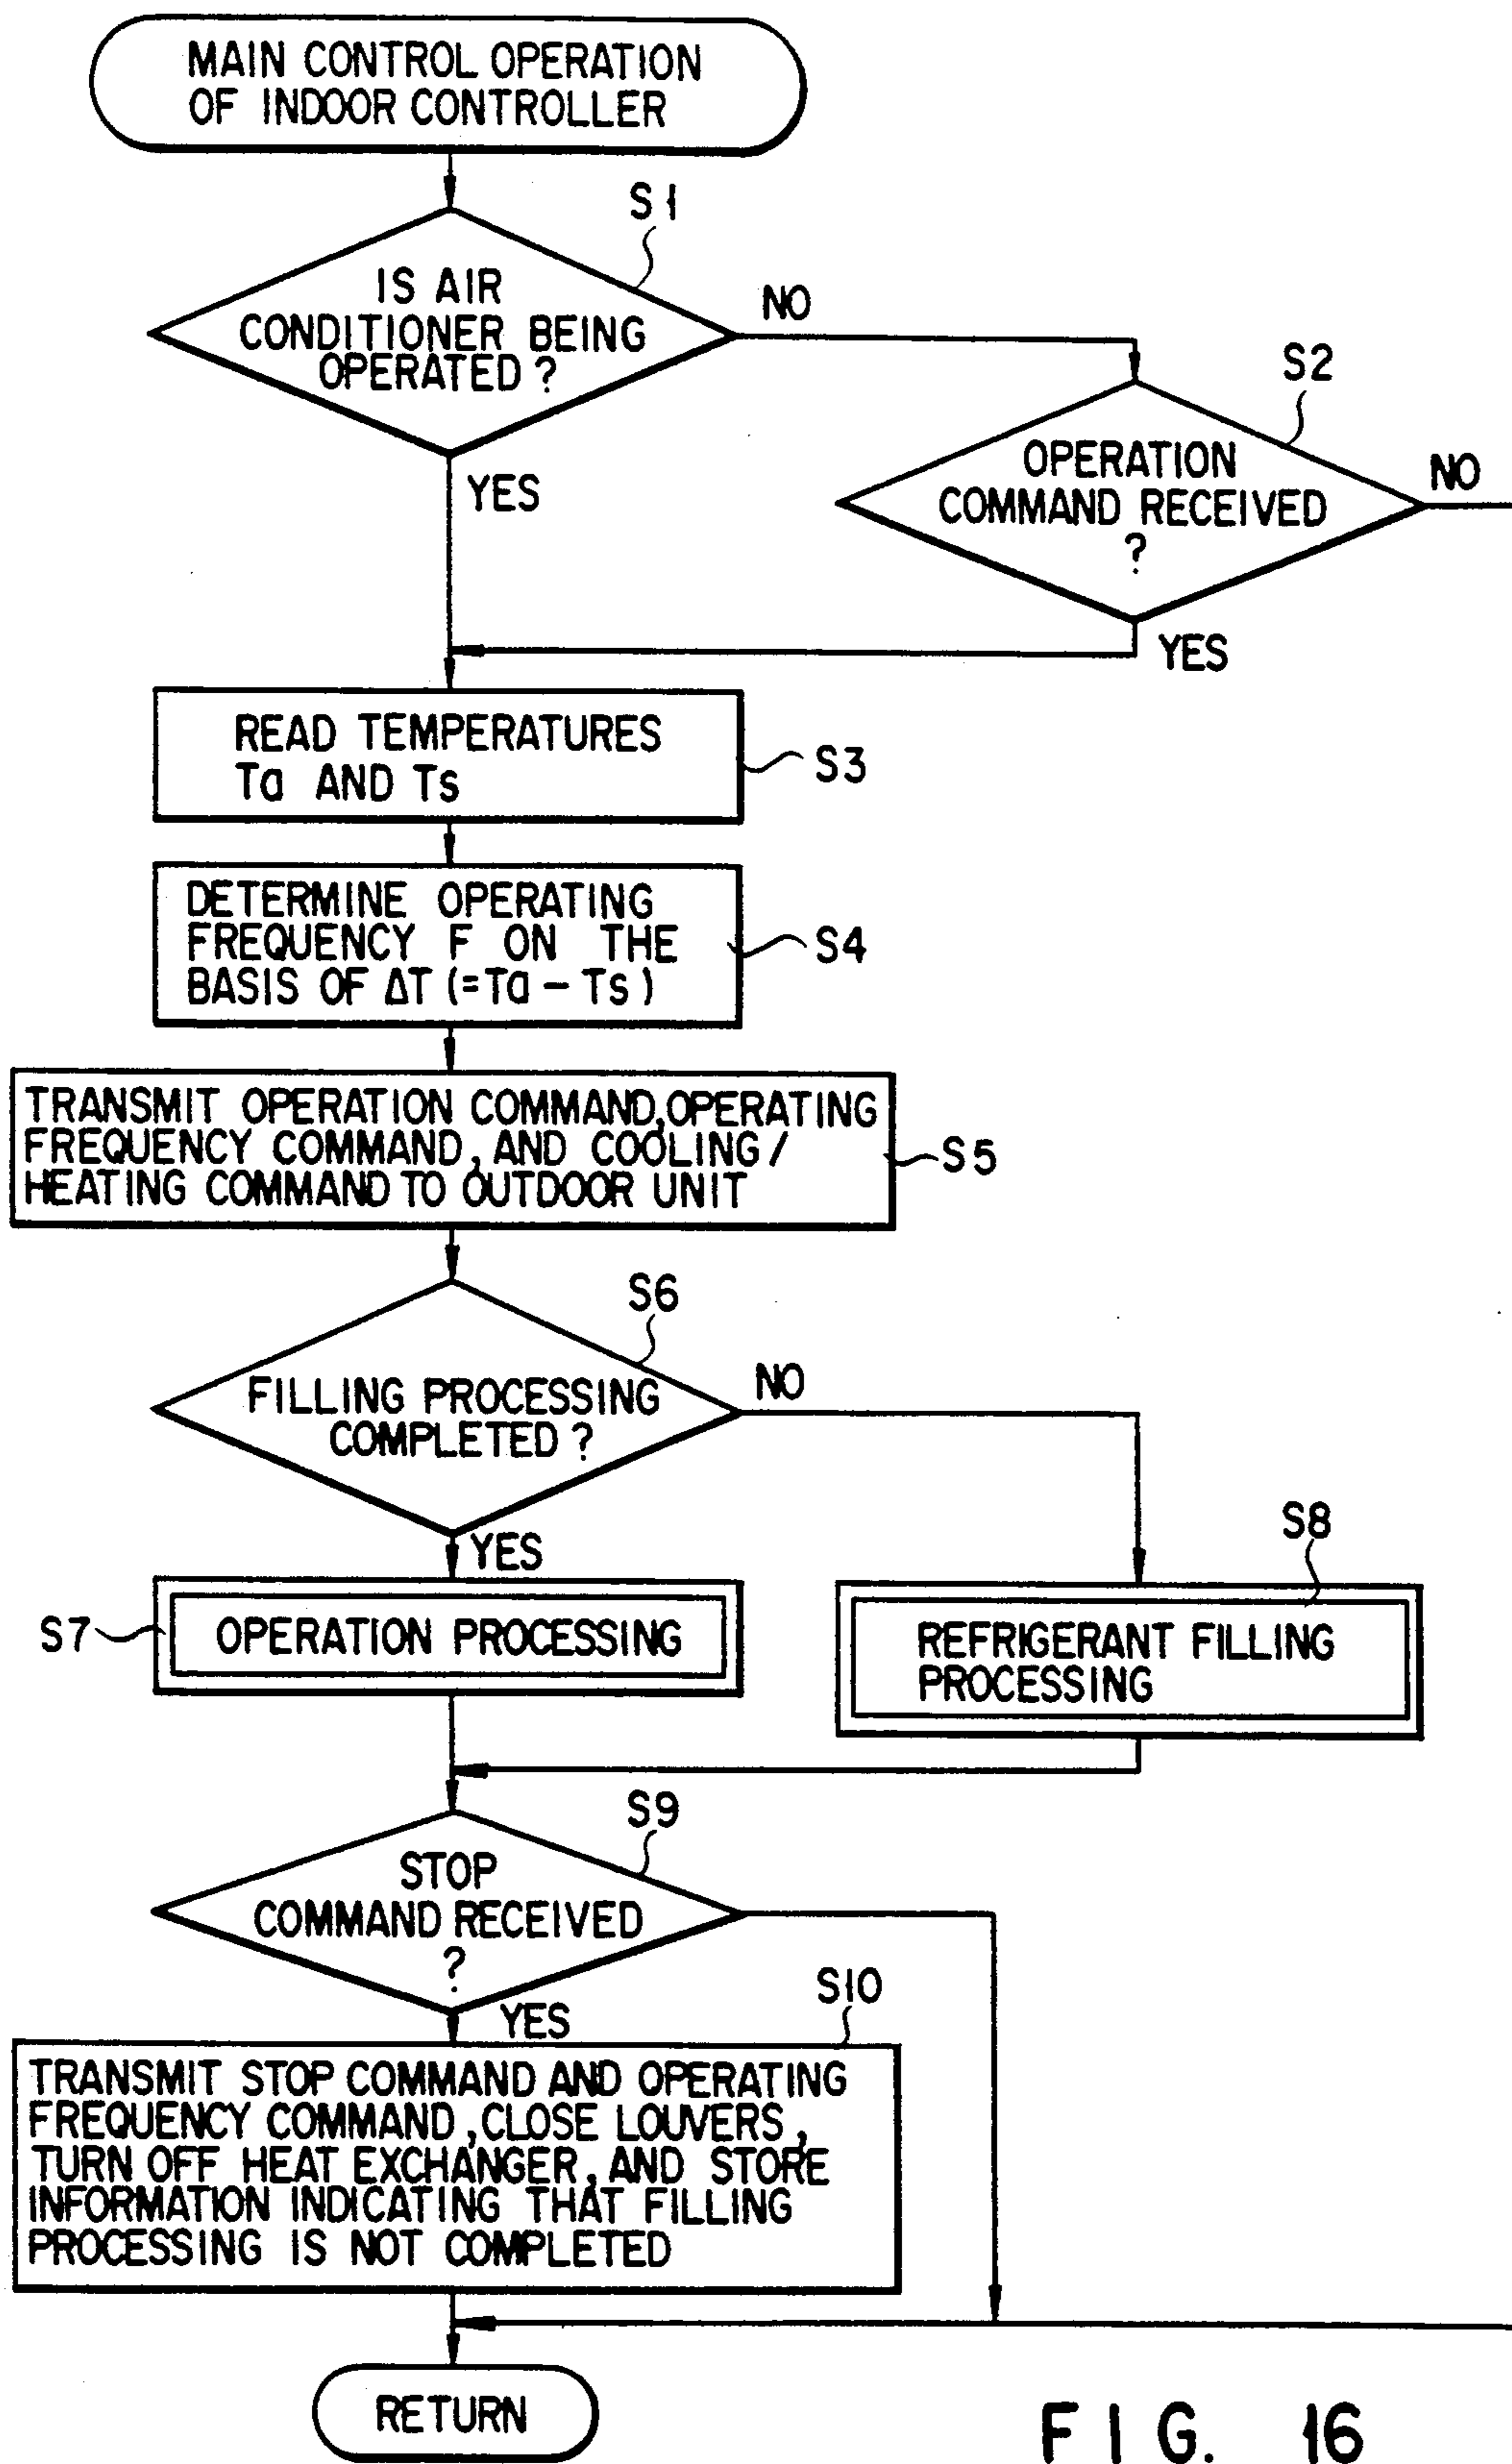 MAIN CONTROL OPERATION
OF INDOOR CONTROLLER
S1
IS AIR
CONDITIONER BEING
OPERATED?
NO
YES
S2
OPERATION
COMMAND RECEIVED
?
NO
YES
READ TEMPERATURES
Ta AND Ts
S3
DETERMINE OPERATING
FREQUENCY F ON THE
BASIS OF ΔT (=Ta - Ts)
S4
TRANSMIT OPERATION COMMAND, OPERATING
FREQUENCY COMMAND, AND COOLING/
HEATING COMMAND TO OUTDOOR UNIT
S5
S6
FILLING PROCESSING
COMPLETED?
NO
YES
S7
OPERATION PROCESSING
S8
REFRIGERANT FILLING
PROCESSING
S9
STOP
COMMAND RECEIVED
?
YES
S10
TRANSMIT STOP COMMAND AND OPERATING
FREQUENCY COMMAND, CLOSE LOUVERS,
TURN OFF HEAT EXCHANGER, AND STORE
INFORMATION INDICATING THAT FILLING
PROCESSING IS NOT COMPLETED
RETURN
FIG. 16